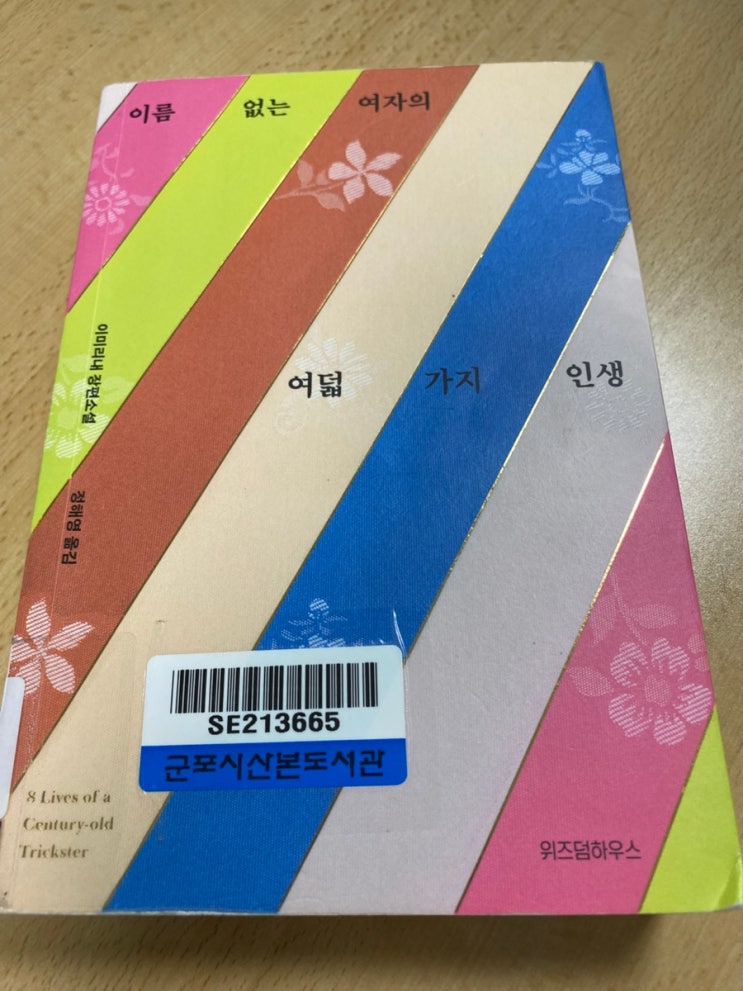 이름 없는 여자의
여덟 가지 인생
이미리내 장편소설
정해영 옮김
SE213665
군포시산본도서관
8 Lives of a
Century-old
Trickster
위즈덤하우스